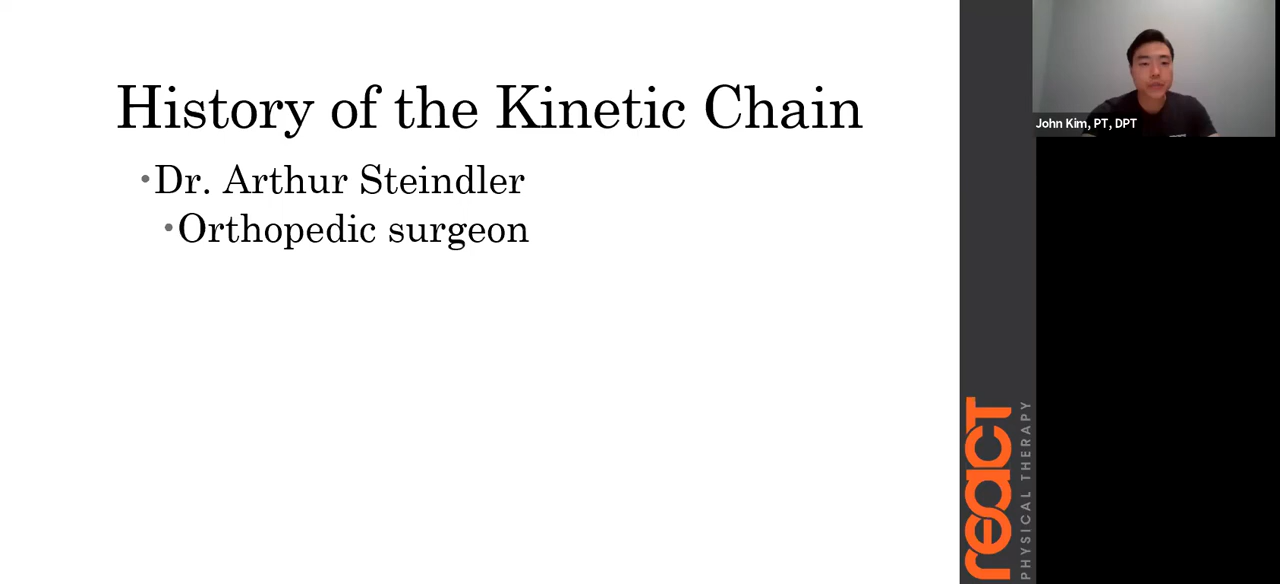 History of the Kinetic Chain
•Dr. Arthur Steindler
•Orthopedic surgeon
John Kim, PT, DPT
react
PHYSICAL THERAPY